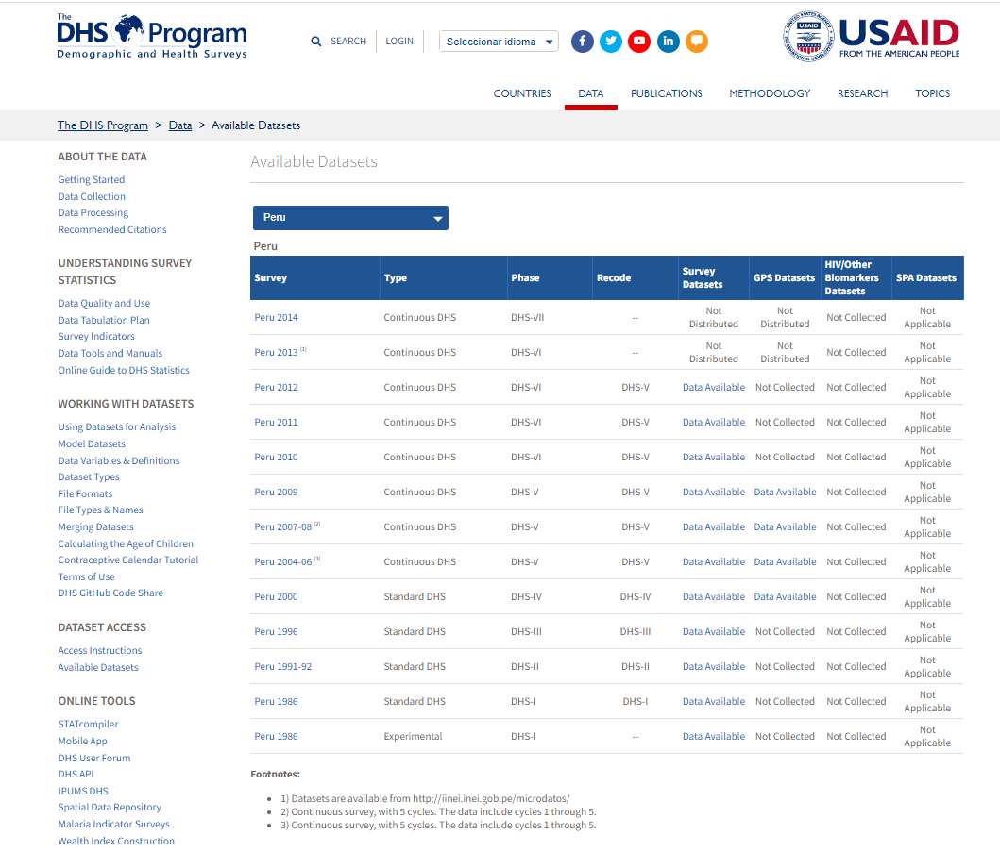 The
DHS Program
Demographic and Health Surveys
SEARCH
LOGIN
Seleccionar idioma
USAID
FROM THE AMERICAN PEOPLE
COUNTRIES DATA PUBLICATIONS METHODOLOGY RESEARCH TOPICS
The DHS Program > Data > Available Datasets
ABOUT THE DATA
Getting Started
Data Collection
Data Processing
Recommended Citations
UNDERSTANDING SURVEY
STATISTICS
Data Quality and Use
Data Tabulation Plan
Survey Indicators
Data Tools and Manuals
Online Guide to DHS Statistics
WORKING WITH DATASETS
Using Datasets for Analysis
Model Datasets
Data Variables & Definitions
Dataset Types
File Formats
File Types & Names
Merging Datasets
Calculating the Age of Children
Contraceptive Calendar Tutorial
Terms of Use
DHS GitHub Code Share
DATASET ACCESS
Access Instructions
Available Datasets
ONLINE TOOLS
STATcompiler
Mobile App
DHS User Forum
DHS API
IPUMS DHS
Spatial Data Repository
Malaria Indicator Surveys
Wealth Index Construction
Available Datasets
Peru
Peru
Survey Type Phase Recode Survey Datasets GPS Datasets HIV/Other Biomarkers Datasets SPA Datasets
Peru 2014 Continuous DHS DHS-VII -- Not Distributed Not Distributed Not Collected Not Applicable
Peru 2013 (1) Continuous DHS DHS-VI -- Not Distributed Not Distributed Not Collected Not Applicable
Peru 2012 Continuous DHS DHS-VI DHS-V Data Available Not Collected Not Collected Not Applicable
Peru 2011 Continuous DHS DHS-VI DHS-V Data Available Not Collected Not Collected Not Applicable
Peru 2010 Continuous DHS DHS-VI DHS-V Data Available Not Collected Not Collected Not Applicable
Peru 2009 Continuous DHS DHS-V DHS-V Data Available Data Available Not Collected Not Applicable
Peru 2007-08 (2) Continuous DHS DHS-V DHS-V Data Available Data Available Not Collected Not Applicable
Peru 2004-06 (3) Continuous DHS DHS-V DHS-V Data Available Data Available Not Collected Not Applicable
Peru 2000 Standard DHS DHS-IV DHS-IV Data Available Data Available Not Collected Not Applicable
Peru 1996 Standard DHS DHS-III DHS-III Data Available Not Collected Not Collected Not Applicable
Peru 1991-92 Standard DHS DHS-II DHS-II Data Available Not Collected Not Collected Not Applicable
Peru 1986 Standard DHS DHS-I DHS-I Data Available Not Collected Not Collected Not Applicable
Peru 1986 Experimental DHS-I -- Data Available Not Collected Not Collected Not Applicable
Footnotes:
1) Datasets are available from http://iinei.inei.gob.pe/microdatos/
2) Continuous survey, with 5 cycles. The data include cycles 1 through 5.
3) Continuous survey, with 5 cycles. The data include cycles 1 through 5.